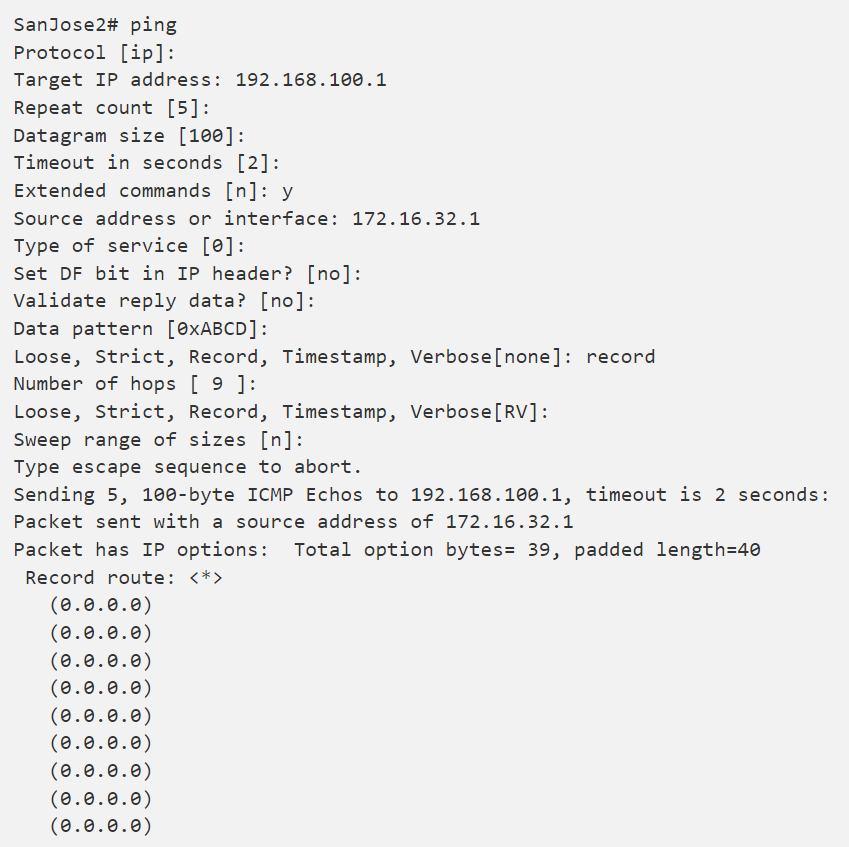 SanJose2# ping
Protocol [ip]:
Target IP address: 192.168.100.1
Repeat count [5]:
Datagram size [100]:
Timeout in seconds [2]:
Extended commands [n]: y
Source address or interface: 172.16.32.1
Type of service [0]:
Set DF bit in IP header? [no]:
Validate reply data? [no]:
Data pattern [0xABCD]:
Loose, Strict, Record, Timestamp, Verbose[none]: record
Number of hops [ 9 ]:
Loose, Strict, Record, Timestamp, Verbose[RV]:
Sweep range of sizes [n]:
Type escape sequence to abort.
Sending 5, 100-byte ICMP Echos to 192.168.100.1, timeout is 2 seconds:
Packet sent with a source address of 172.16.32.1
Packet has IP options:  Total option bytes= 39, padded length=40
 Record route: <*>
   (0.0.0.0)
   (0.0.0.0)
   (0.0.0.0)
   (0.0.0.0)
   (0.0.0.0)
   (0.0.0.0)
   (0.0.0.0)
   (0.0.0.0)
   (0.0.0.0)